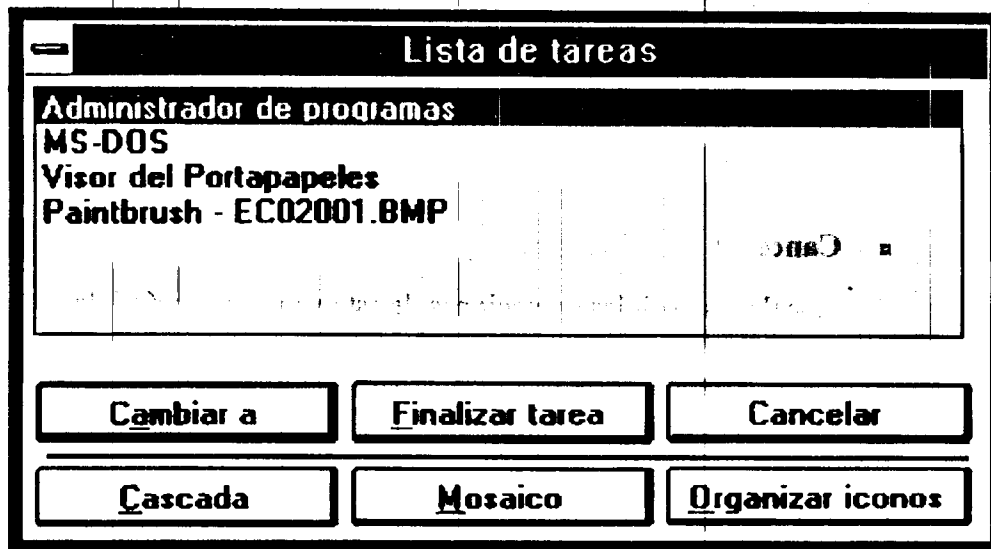 Lista de tareas
Administrador de programas
MS-DOS
Visor del Portapapeles
Paintbrush - EC02001.BMP
Cambiar a
Finalizar tarea
Cancelar
Cascada
Mosaico
Organizar iconos